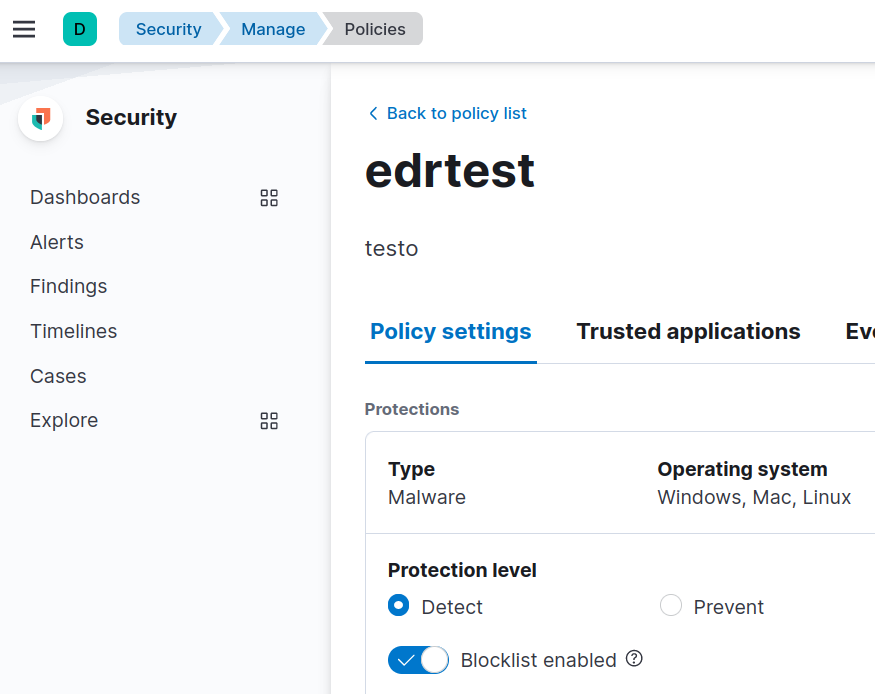 D
Security
Manage
Policies
Security
Dashboards
Alerts
Findings
Timelines
Cases
Explore
Back to policy list
edrtest
testo
Policy settings
Trusted applications
Eve
Protections
Type
Operating system
Malware
Windows, Mac, Linux
Protection level
Detect
Prevent
Blocklist enabled